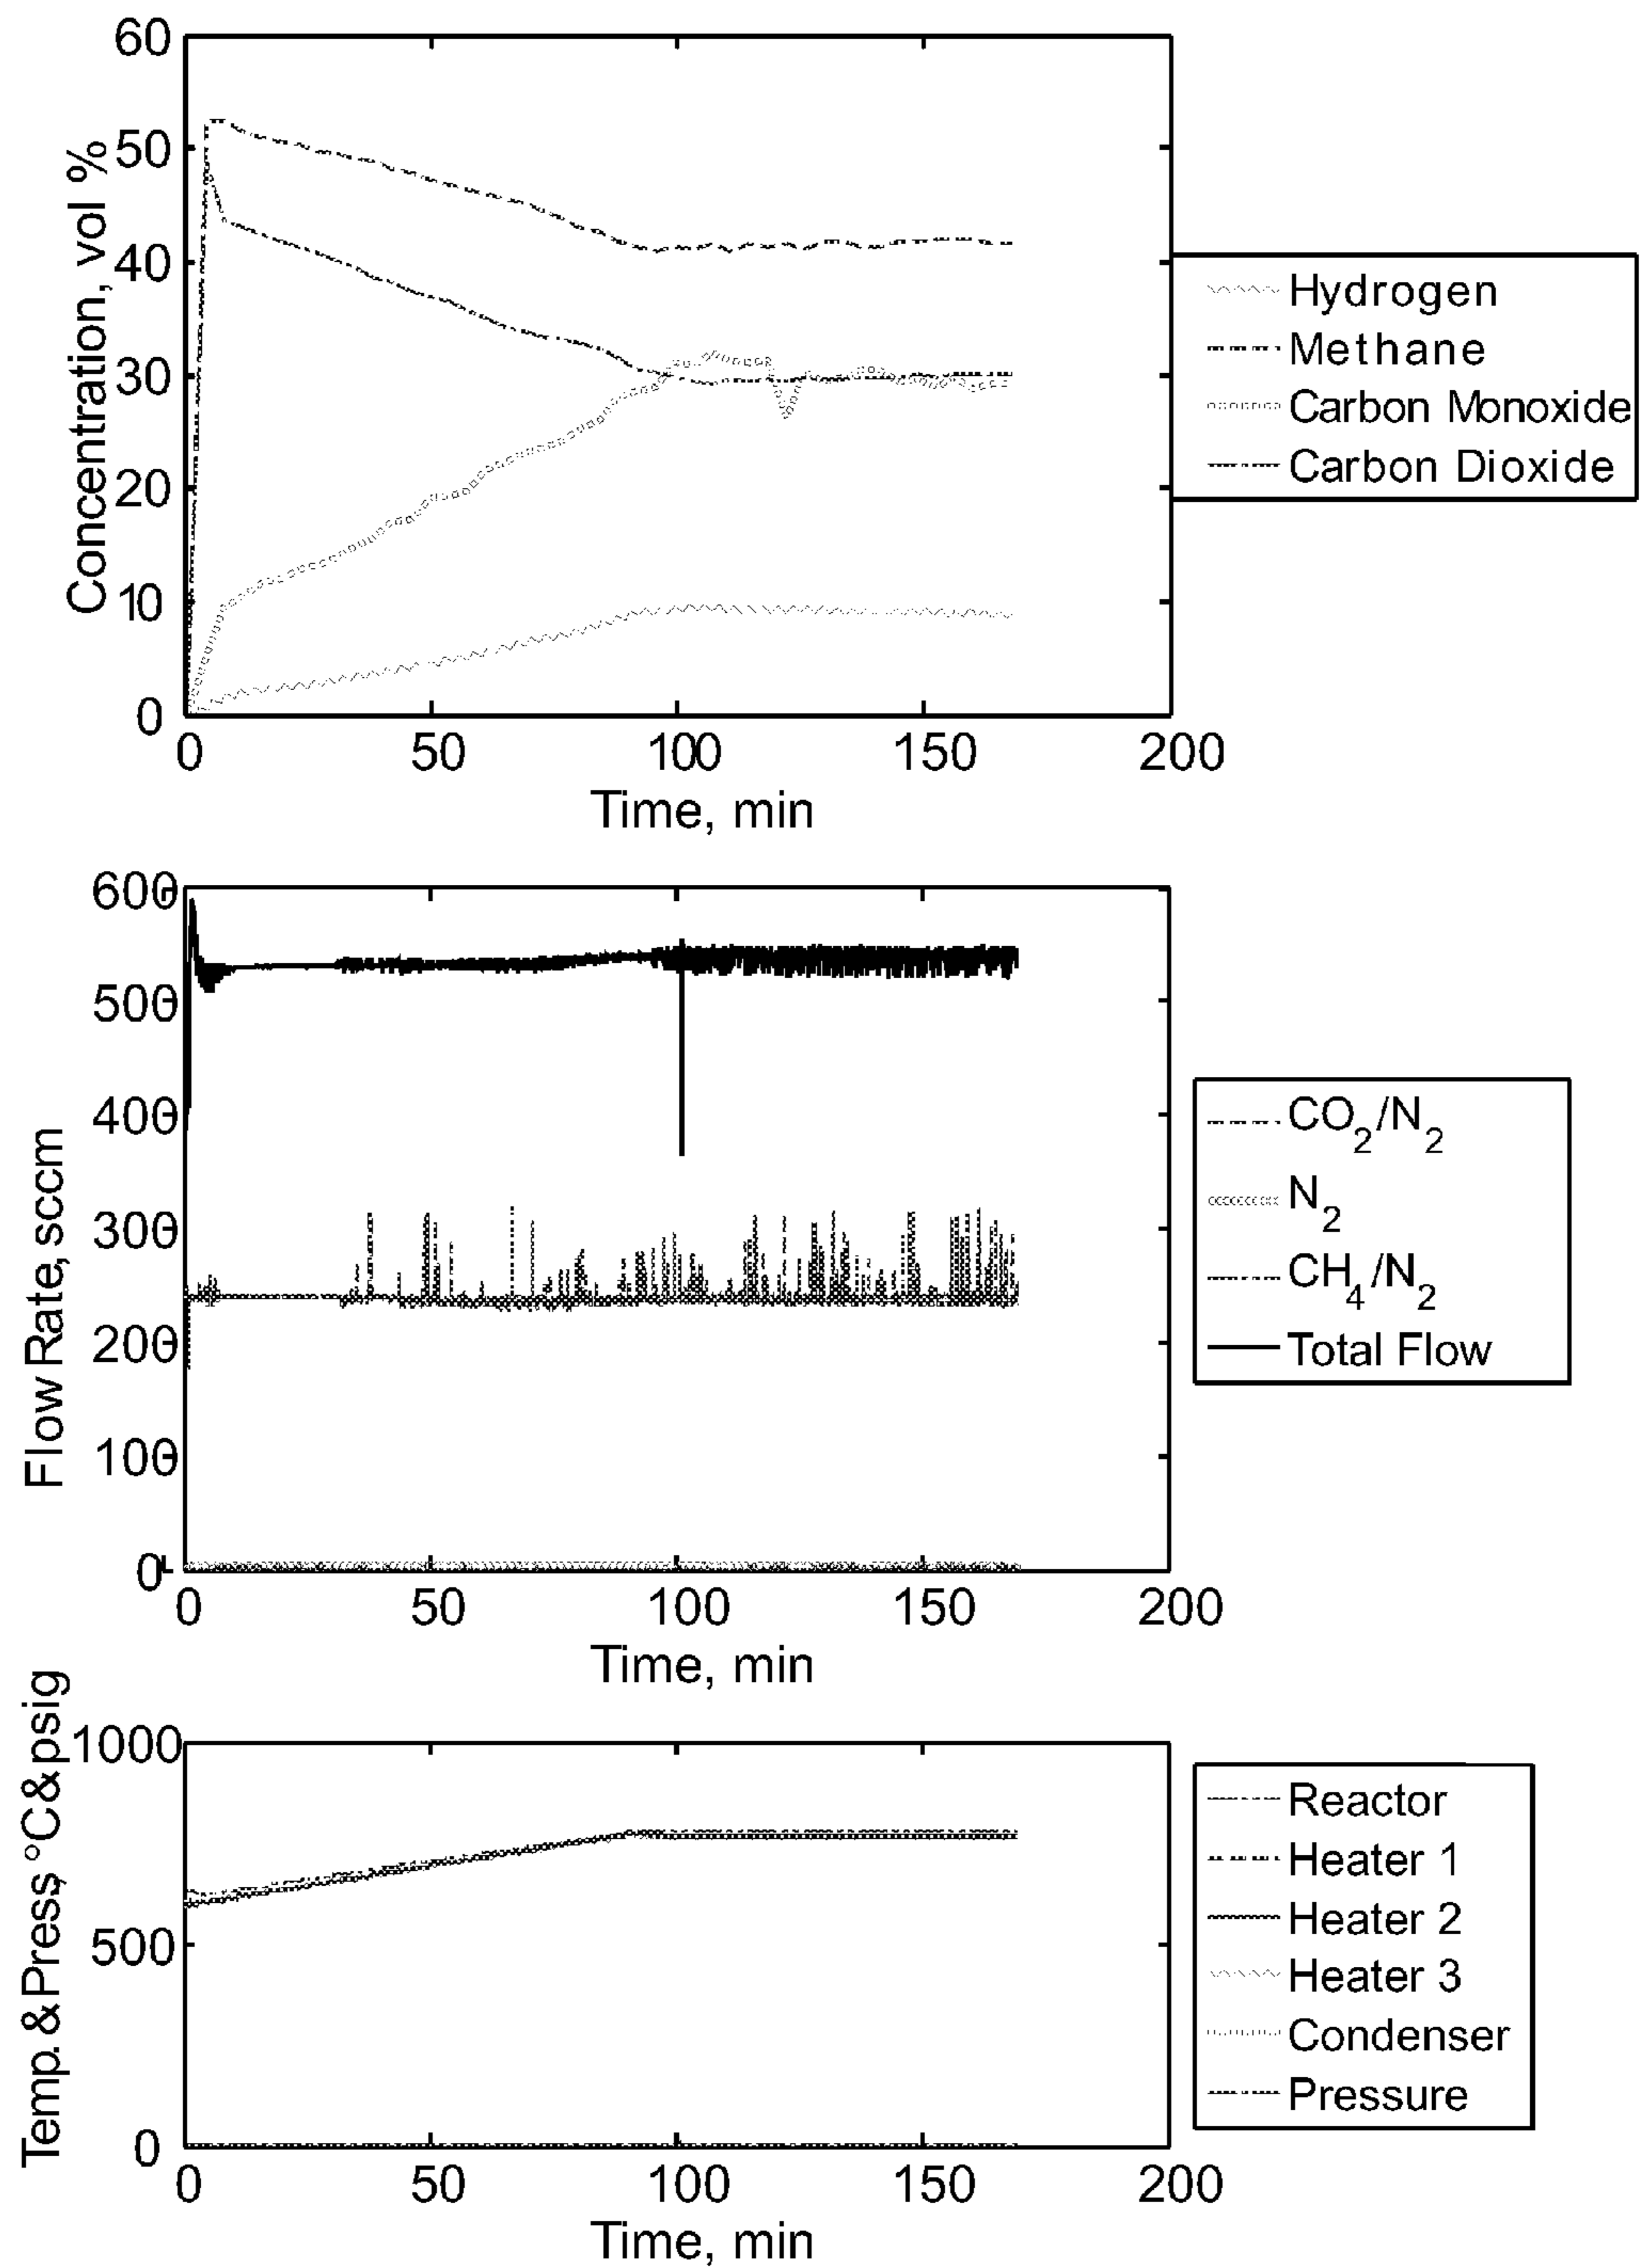 60
50
40
30
20
10
0
Concentration, vol %
0 50 100 150 200
Time, min
Hydrogen
Methane
Carbon Monoxide
Carbon Dioxide
600
500
400
300
200
100
0
Flow Rate, sccm
0 50 100 150 200
Time, min
CO2/N2
N2
CH4/N2
Total Flow
1000
500
0
Temp. & Press, °C & psig
0 50 100 150 200
Time, min
Reactor
Heater 1
Heater 2
Heater 3
Condenser
Pressure